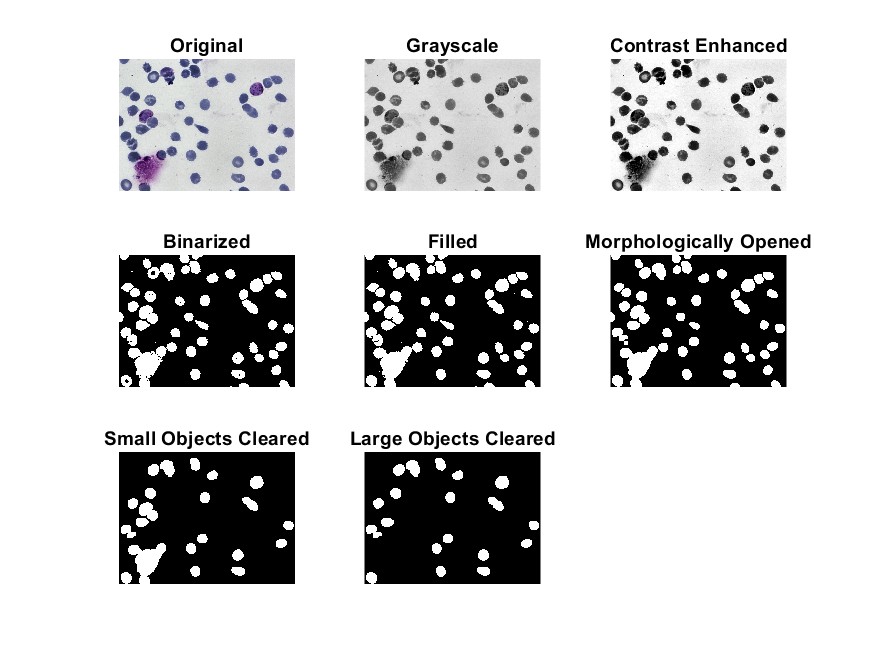 Original
Grayscale
Contrast Enhanced
Binarized
Filled
Morphologically Opened
Small Objects Cleared
Large Objects Cleared